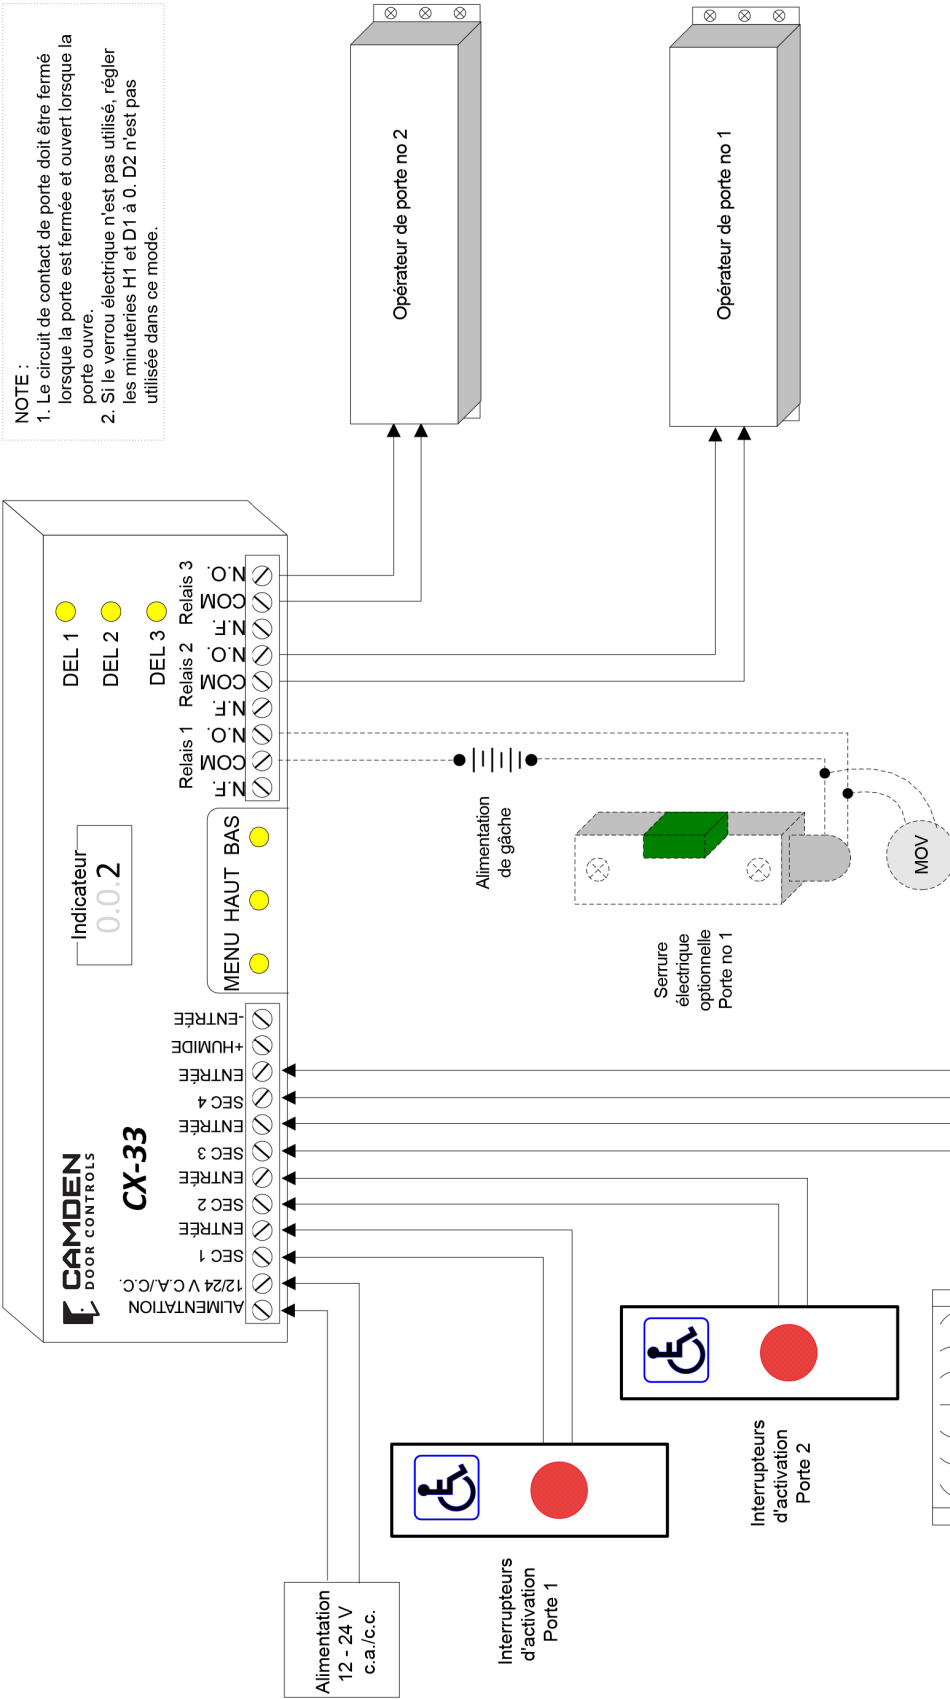 NOTE :
1. Le circuit de contact de porte doit être fermé
lorsque la porte est fermée et ouvert lorsque la
porte ouvre.
2. Si le verrou électrique n'est pas utilisé, régler
les minuteries H1 et D1 à 0. D2 n'est pas
utilisée dans ce mode.
CAMDEN
DOOR CONTROLS
CX-33
Indicateur
0.0.2
DEL 1
DEL 2
DEL 3
MENU HAUT BAS
ALIMENTATION
12/24 V C.A./C.C.
SEC 1
ENTRÉE
SEC 2
ENTRÉE
SEC 3
ENTRÉE
SEC 4
ENTRÉE
+HUMIDE
-ENTRÉE
Relais 1
N.F.
COM
N.O.
Relais 2
N.F.
COM
N.O.
Relais 3
N.F.
COM
N.O.
Alimentation
12 - 24 V
c.a./c.c.
Interrupteurs
d'activation
Porte 1
Interrupteurs
d'activation
Porte 2
Alimentation
de gâche
Serrure
électrique
optionnelle
Porte no 1
MOV
Opérateur de porte no 2
Opérateur de porte no 1